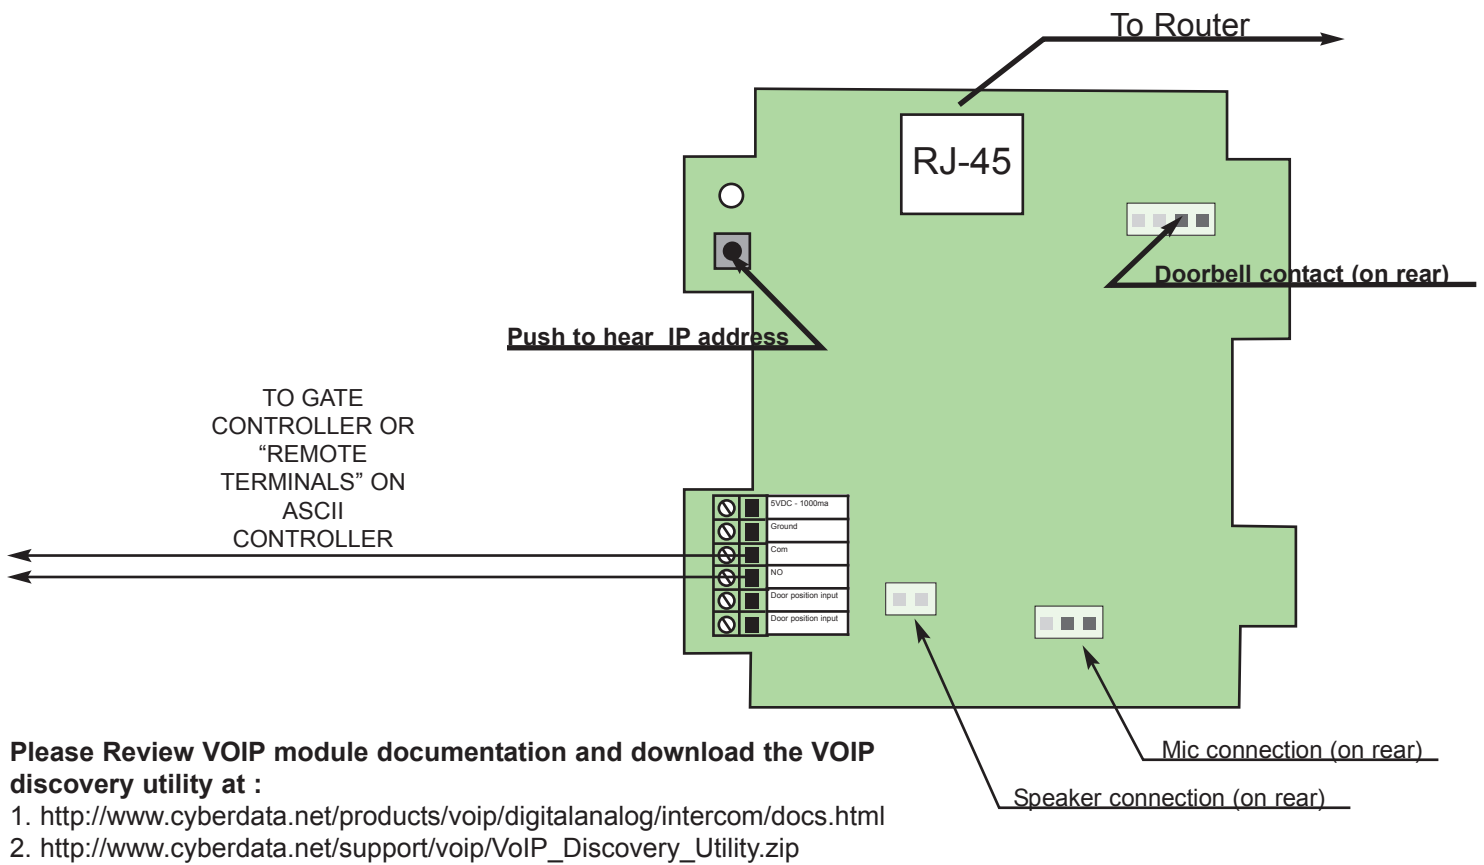 To Router
RJ-45
Doorbell contact (on rear)
Push to hear IP address
TO GATE
CONTROLLER OR
“REMOTE
TERMINALS” ON
ASCII
CONTROLLER
5VDC - 1000ma
Ground
Com
NO
Door position input
Door position input
Mic connection (on rear)
Speaker connection (on rear)
Please Review VOIP module documentation and download the VOIP
discovery utility at :
1. http://www.cyberdata.net/products/voip/digitalanalog/intercom/docs.html
2. http://www.cyberdata.net/support/voip/VoIP_Discovery_Utility.zip